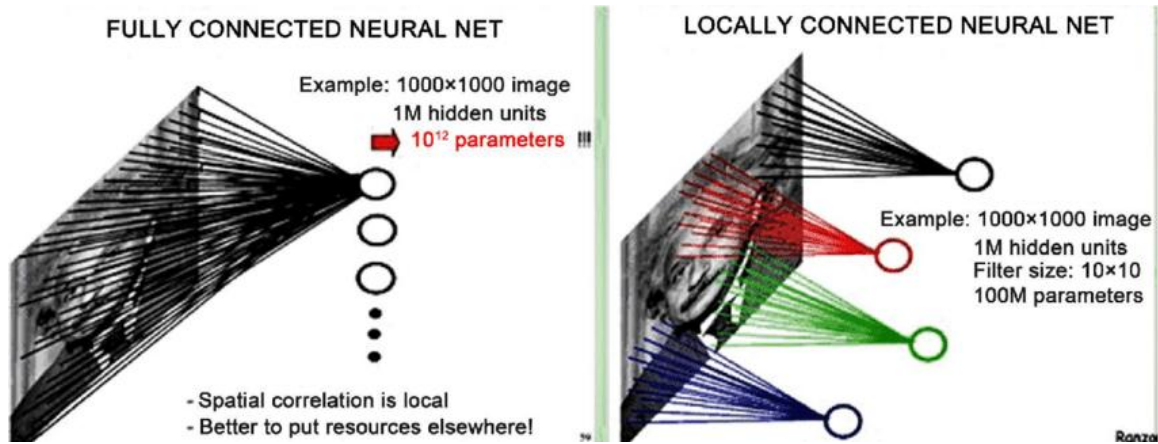 FULLY CONNECTED NEURAL NET
Example: 1000×1000 image
1M hidden units
10¹² parameters !!!
- Spatial correlation is local
- Better to put resources elsewhere!
59
LOCALLY CONNECTED NEURAL NET
Example: 1000×1000 image
1M hidden units
Filter size: 10×10
100M parameters